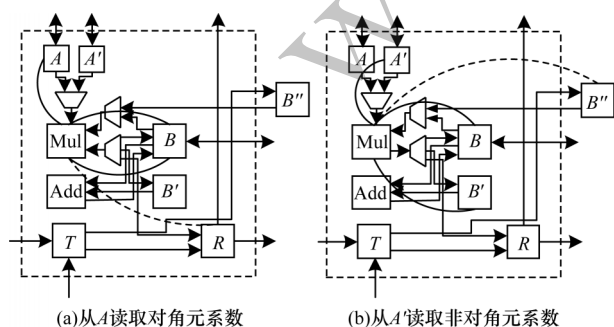 A A′ A A′
B″ B″
Mul B Mul B
Add B′ Add B′
T R T R
(a)从A读取对角元系数 (b)从A′读取非对角元系数